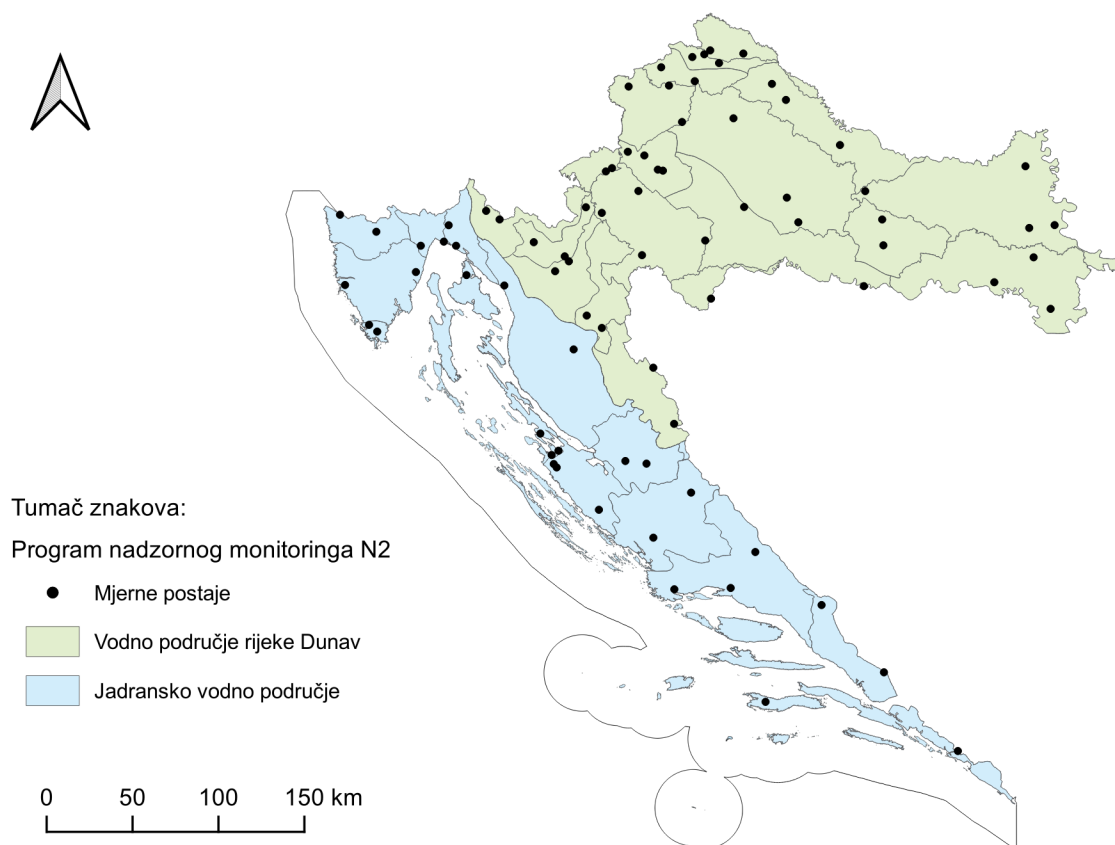 Tumač znakova:
Program nadzornog monitoringa N2
Mjerne postaje
Vodno područje rijeke Dunav
Jadransko vodno područje
0 50 100 150 km